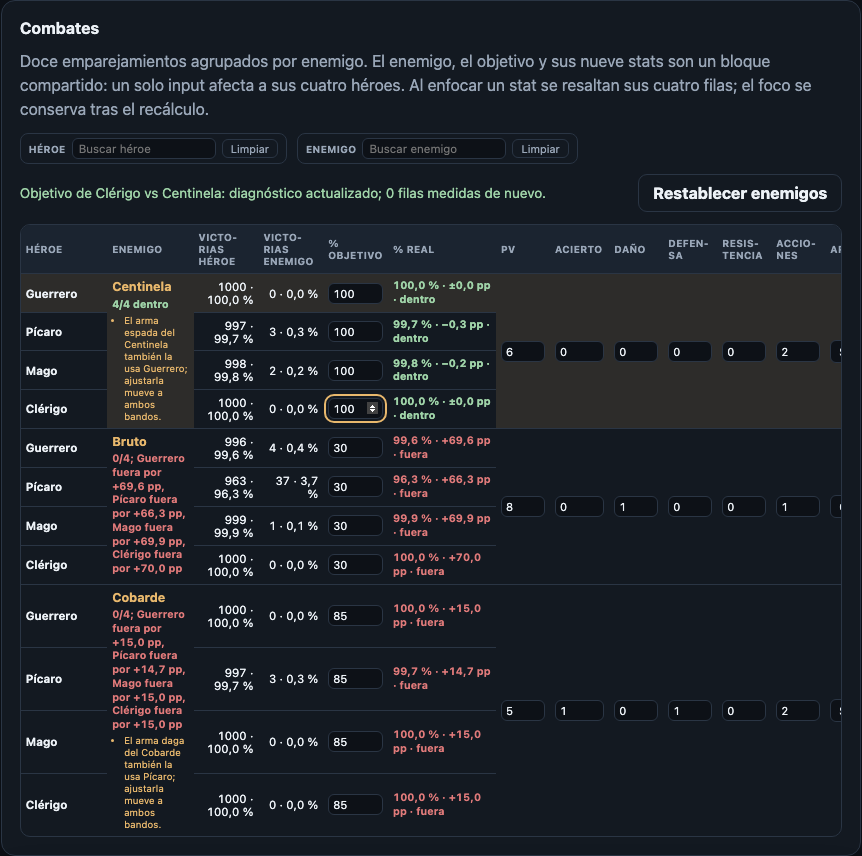 Combates
Doce emparejamientos agrupados por enemigo. El enemigo, el objetivo y sus nueve stats son un bloque
compartido: un solo input afecta a sus cuatro héroes. Al enfocar un stat se resaltan sus cuatro filas; el foco se
conserva tras el recálculo.
HÉROE Buscar héroe Limpiar ENEMIGO Buscar enemigo Limpiar
Objetivo de Clérigo vs Centinela: diagnóstico actualizado; 0 filas medidas de nuevo.
Restablecer enemigos
HÉROE
ENEMIGO
VICTO-
RIAS
HÉROE
VICTO-
RIAS
ENEMIGO
%
OBJETIVO
% REAL
PV
ACIERTO
DAÑO
DEFEN-
SA
RESIS-
TENCIA
ACCIO-
NES
Centinela
4/4 dentro
• El arma
espada del
Centinela
también la
usa Guerrero;
ajustarla
mueve a
ambos
bandos.
Guerrero
1000 ·
100,0 %
0 · 0,0 %
100
100,0 % · ±0,0 pp
· dentro
Pícaro
997 ·
99,7 %
3 · 0,3 %
100
99,7 % · −0,3 pp ·
dentro
6 0 0 0 0 2
Mago
998 ·
99,8 %
2 · 0,2 %
100
99,8 % · −0,2 pp ·
dentro
Clérigo
1000 ·
100,0 %
0 · 0,0 %
100
100,0 % · ±0,0 pp
· dentro
Bruto
0/4; Guerrero
fuera por
+69,6 pp,
Pícaro fuera
por +66,3 pp,
Mago fuera
por +69,9 pp,
Clérigo fuera
por +70,0 pp
Guerrero
996 ·
99,6 %
4 · 0,4 %
30
99,6 % · +69,6 pp
· fuera
Pícaro
963 ·
96,3 %
37 · 3,7
%
30
96,3 % · +66,3 pp
· fuera
8 0 1 0 0 1
Mago
999 ·
99,9 %
1 · 0,1 %
30
99,9 % · +69,9 pp
· fuera
Clérigo
1000 ·
100,0 %
0 · 0,0 %
30
100,0 % · +70,0
pp · fuera
Cobarde
0/4; Guerrero
fuera por
+15,0 pp,
Pícaro fuera
por +14,7 pp,
Mago fuera
por +15,0 pp,
Clérigo fuera
por +15,0 pp
• El arma daga
del Cobarde
también la
usa Pícaro;
ajustarla
mueve a
ambos
bandos.
Guerrero
1000 ·
100,0 %
0 · 0,0 %
85
100,0 % · +15,0
pp · fuera
Pícaro
997 ·
99,7 %
3 · 0,3 %
85
99,7 % · +14,7 pp
· fuera
5 1 0 1 0 2
Mago
1000 ·
100,0 %
0 · 0,0 %
85
100,0 % · +15,0
pp · fuera
Clérigo
1000 ·
100,0 %
0 · 0,0 %
85
100,0 % · +15,0
pp · fuera